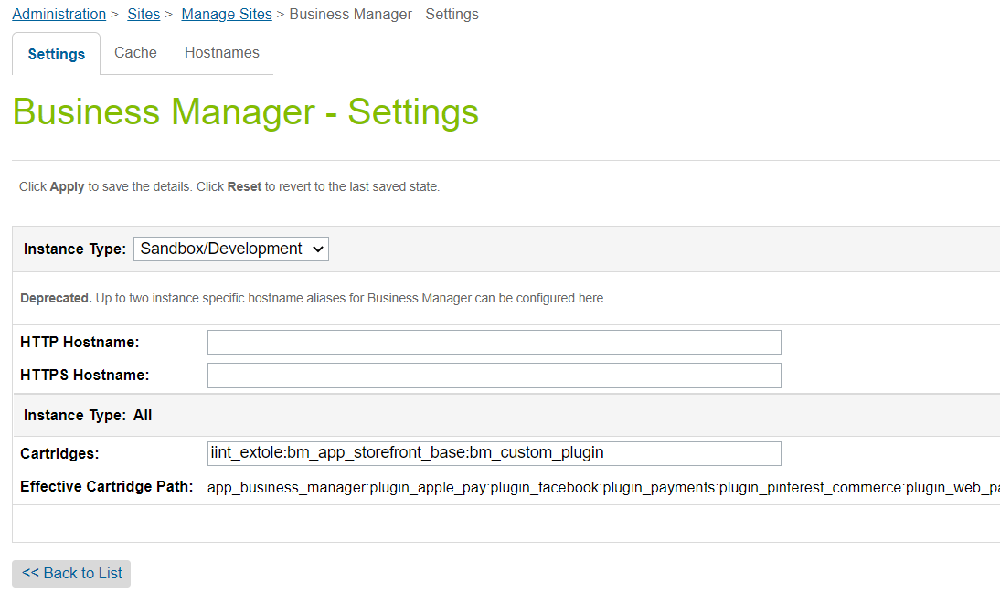 Administration > Sites > Manage Sites > Business Manager - Settings
Settings Cache Hostnames
Business Manager - Settings
Click Apply to save the details. Click Reset to revert to the last saved state.
Instance Type: Sandbox/Development
Deprecated. Up to two instance specific hostname aliases for Business Manager can be configured here.
HTTP Hostname:
HTTPS Hostname:
Instance Type: All
Cartridges: iint_extole:bm_app_storefront_base:bm_custom_plugin
Effective Cartridge Path: app_business_manager:plugin_apple_pay:plugin_facebook:plugin_payments:plugin_pinterest_commerce:plugin_web_pa
<< Back to List